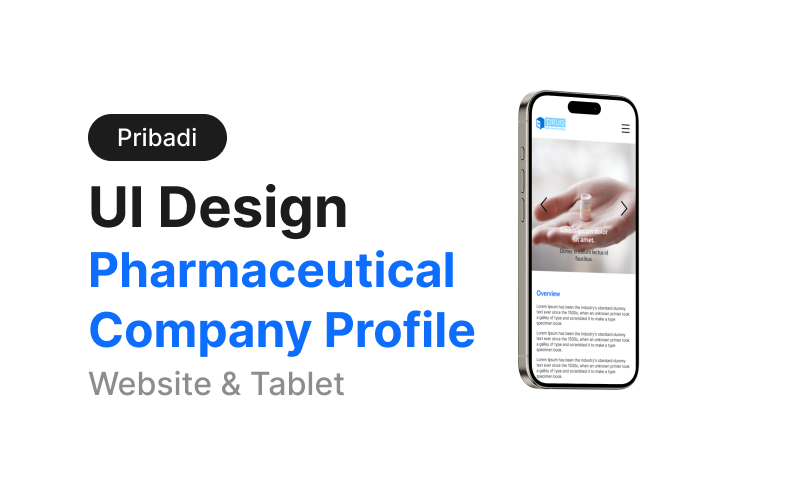 Pribadi
UI Design
Pharmaceutical
Company Profile
Website & Tablet
DRUG
Lorem ipsum dolor
sit amet.
Donec pretium lectus id
faucibus
Overview
Lorem Ipsum has been the industry's standard dummy
text ever since the 1500s, when an unknown printer took
a galley of type and scrambled it to make a type
specimen book.
Lorem Ipsum has been the industry's standard dummy
text ever since the 1500s, when an unknown printer took
a galley of type and scrambled it to make a type
specimen book.
Lorem Ipsum has been the industry's standard dummy
text ever since the 1500s, when an unknown printer took
a galley of type and scrambled it to make a type
specimen book.